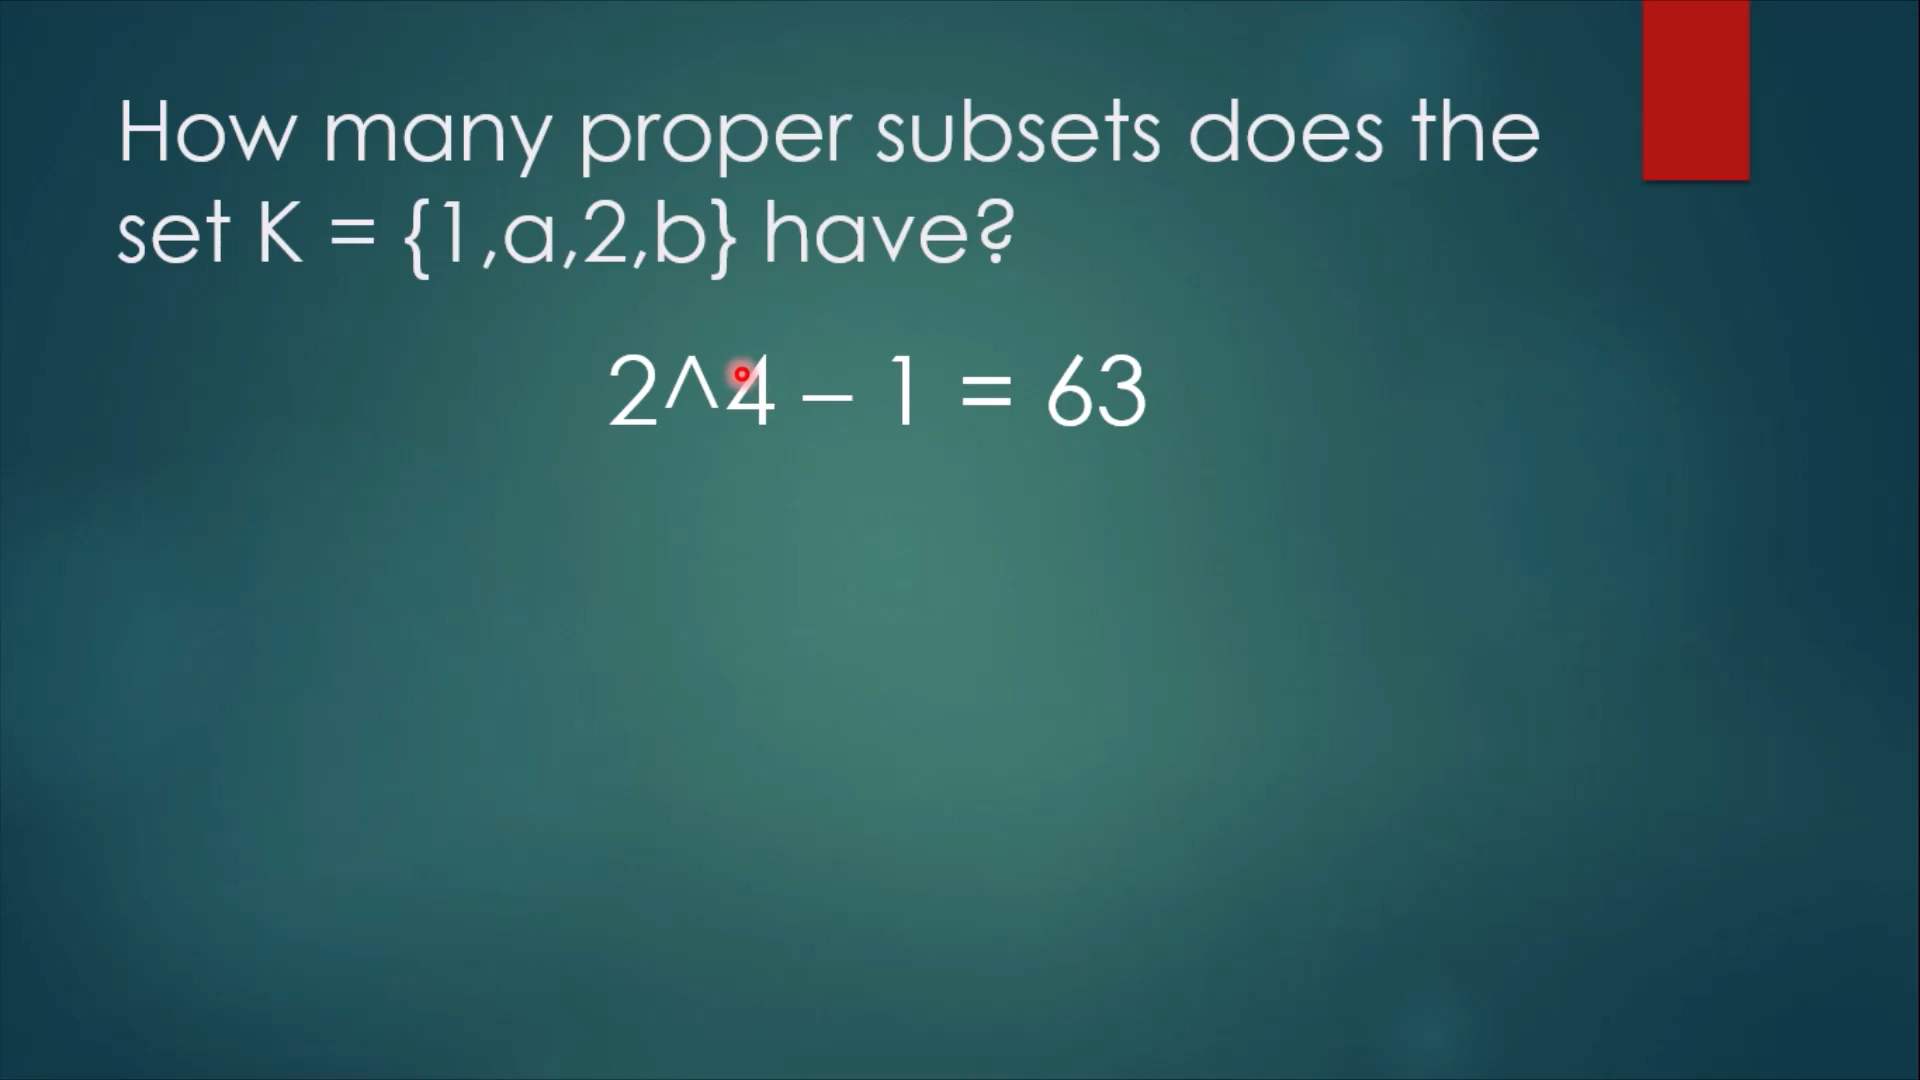 How many proper subsets does the
set K = {1,a,2,b} have?
2^4 – 1 = 63